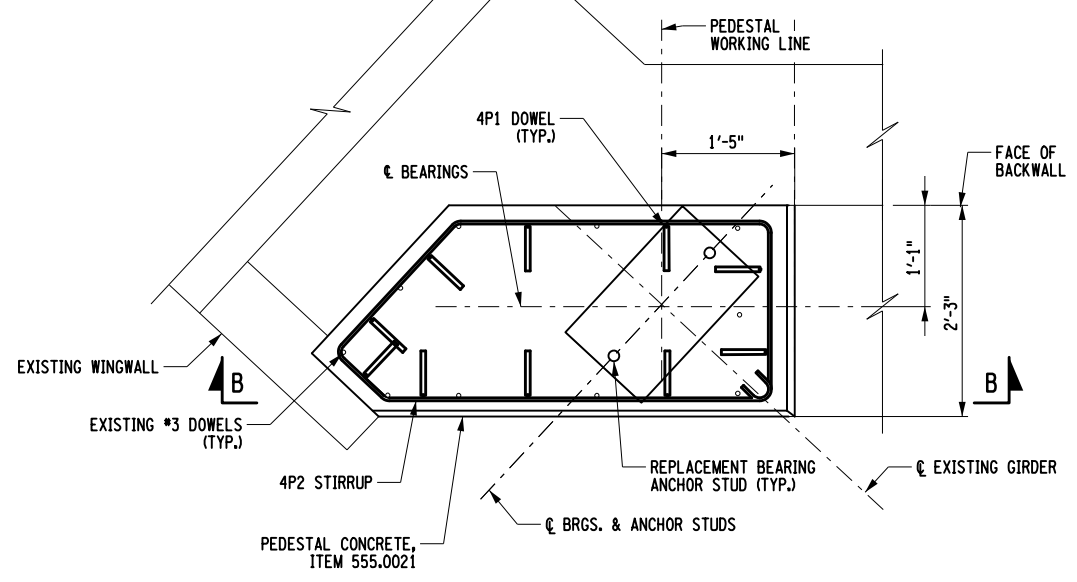 PEDESTAL
WORKING LINE
4P1 DOWEL
(TYP.)
1'-5"
FACE OF
BACKWALL
℄ BEARINGS
1'-1"
2'-3"
EXISTING WINGWALL
B
B
EXISTING #3 DOWELS
(TYP.)
4P2 STIRRUP
REPLACEMENT BEARING
ANCHOR STUD (TYP.)
℄ EXISTING GIRDER
℄ BRGS. & ANCHOR STUDS
PEDESTAL CONCRETE,
ITEM 555.0021